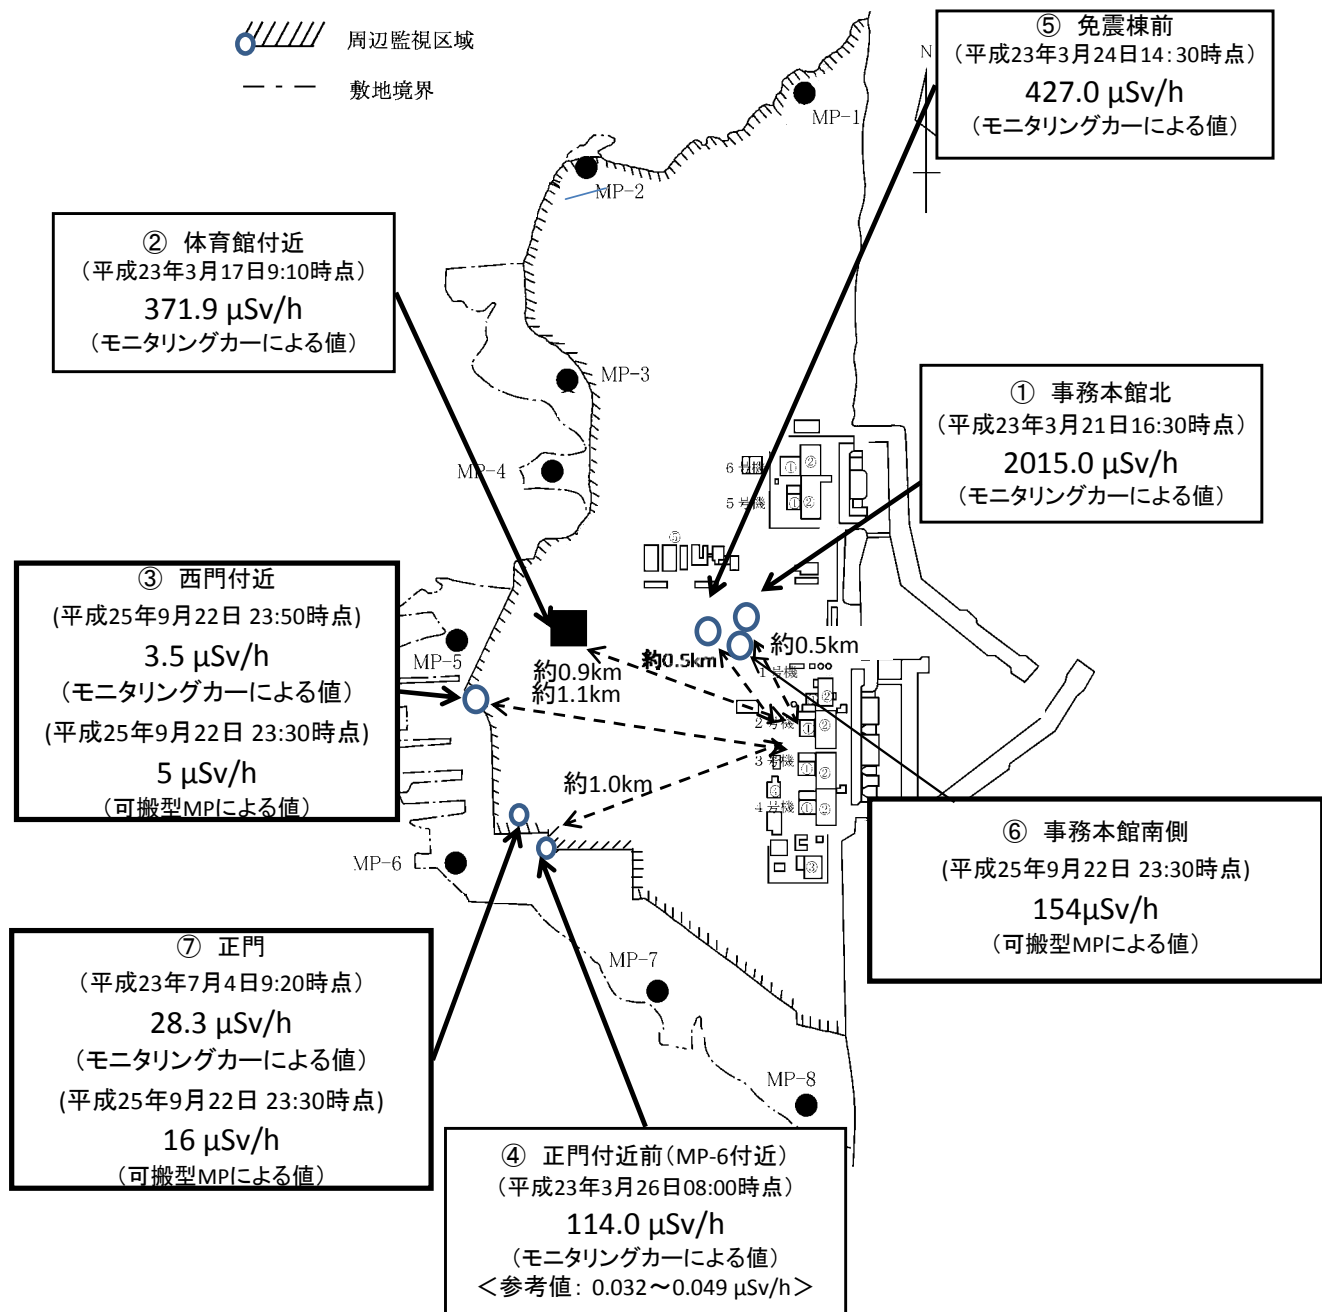 周辺監視区域
敷地境界
⑤ 免震棟前
（平成23年3月24日14：30時点）
427.0 μSv/h
（モニタリングカーによる値）
N
MP-1
MP-2
② 体育館付近
（平成23年3月17日9:10時点）
371.9 μSv/h
（モニタリングカーによる値）
MP-3
① 事務本館北
（平成23年3月21日16:30時点）
2015.0 μSv/h
（モニタリングカーによる値）
MP-4
6号機
① ②
5号機
① ②
⑤
③ 西門付近
(平成25年9月22日 23:50時点)
3.5 μSv/h
（モニタリングカーによる値）
(平成25年9月22日 23:30時点)
5 μSv/h
（可搬型MPによる値）
MP-5
約0.9km
約1.1km
約0.5km
約0.5km
1号機
②
2号機
① ②
3号機
① ②
約1.0km
4号機
① ②
③
MP-6
⑥ 事務本館南側
(平成25年9月22日 23:30時点)
154μSv/h
（可搬型MPによる値）
⑦ 正門
（平成23年7月4日9:20時点）
28.3 μSv/h
（モニタリングカーによる値）
(平成25年9月22日 23:30時点)
16 μSv/h
（可搬型MPによる値）
MP-7
MP-8
④ 正門付近前（MP-6付近）
（平成23年3月26日08:00時点）
114.0 μSv/h
（モニタリングカーによる値）
＜参考値： 0.032～0.049 μSv/h＞